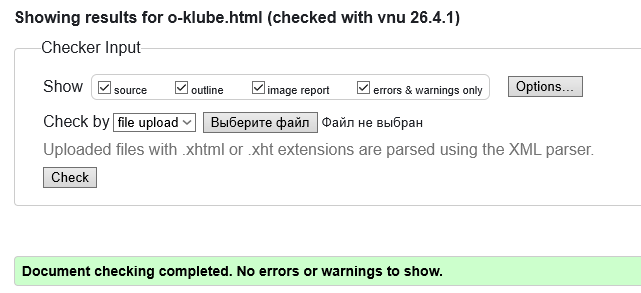 Showing results for o-klube.html (checked with vnu 26.4.1)
Checker Input
Show source outline image report errors & warnings only Options...
Check by file upload Выберите файл Файл не выбран
Uploaded files with .xhtml or .xht extensions are parsed using the XML parser.
Check
Document checking completed. No errors or warnings to show.